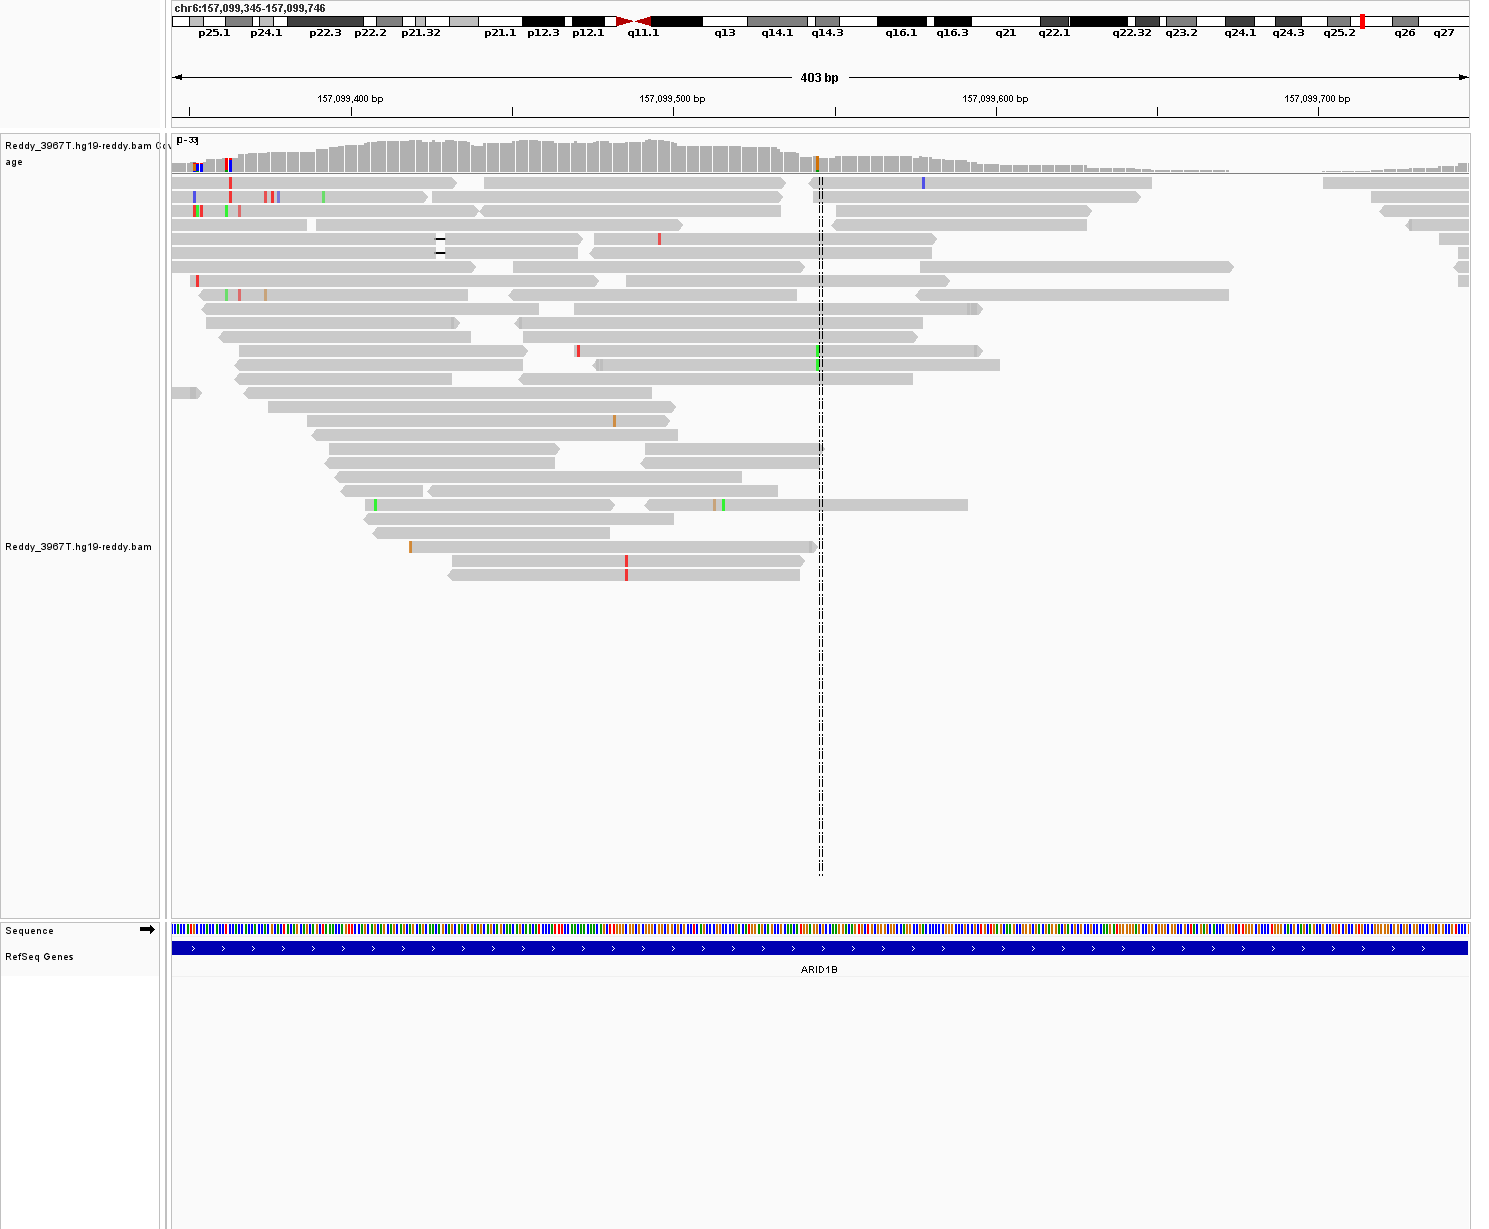 chr6:157,099,345-157,099,746
p25.1 p24.1 p22.3 p22.2 p21.32 p21.1 p12.3 p12.1 q11.1 q13 q14.1 q14.3 q16.1 q16.3 q21 q22.1 q22.32 q23.2 q24.1 q24.3 q25.2 q26 q27
403 bp
157,099,400 bp 157,099,500 bp 157,099,600 bp 157,099,700 bp
[0-33]
Reddy_3967T.hg19-reddy.bam Cov
age
Reddy_3967T.hg19-reddy.bam
Sequence
RefSeq Genes
ARID1B